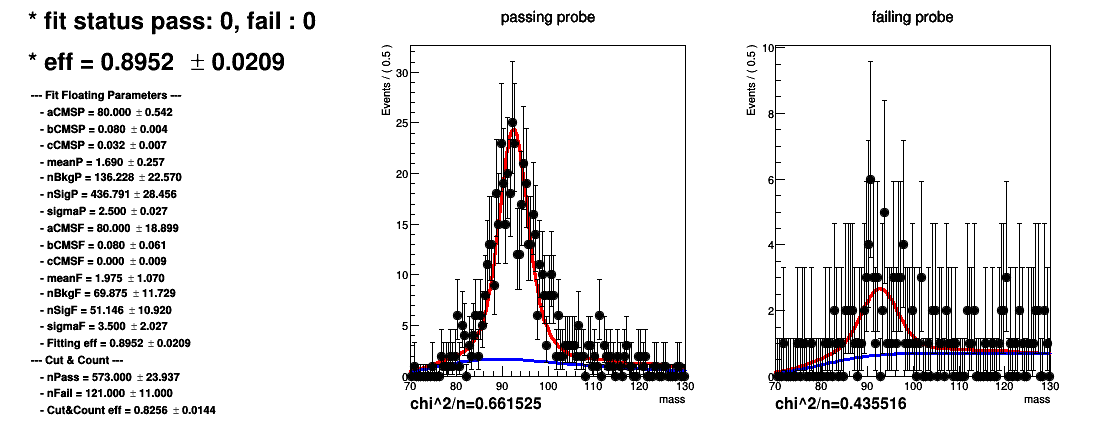 * fit status pass: 0, fail : 0
* eff = 0.8952 ± 0.0209
--- Fit Floating Parameters ---
- aCMSP = 80.000 ± 0.542
- bCMSP = 0.080 ± 0.004
- cCMSP = 0.032 ± 0.007
- meanP = 1.690 ± 0.257
- nBkgP = 136.228 ± 22.570
- nSigP = 436.791 ± 28.456
- sigmaP = 2.500 ± 0.027
- aCMSF = 80.000 ± 18.899
- bCMSF = 0.080 ± 0.061
- cCMSF = 0.000 ± 0.009
- meanF = 1.975 ± 1.070
- nBkgF = 69.875 ± 11.729
- nSigF = 51.146 ± 10.920
- sigmaF = 3.500 ± 2.027
- Fitting eff = 0.8952 ± 0.0209
--- Cut & Count ---
- nPass = 573.000 ± 23.937
- nFail = 121.000 ± 11.000
- Cut&Count eff = 0.8256 ± 0.0144
passing probe
Events / ( 0.5 )
30
25
20
15
10
5
0
70 80 90 100 110 120 130
mass
chi^2/n=0.661525
failing probe
Events / ( 0.5 )
10
8
6
4
2
0
70 80 90 100 110 120 130
mass
chi^2/n=0.435516